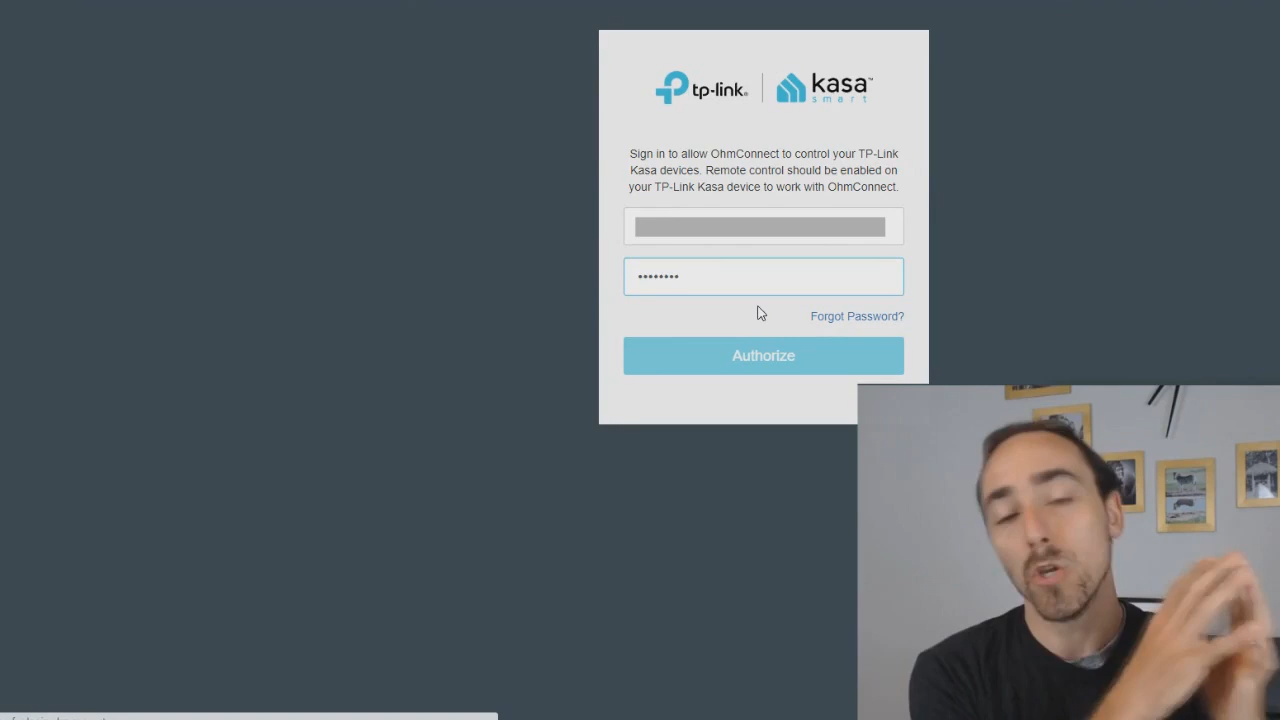 tp-link
kasa™
smart
Sign in to allow OhmConnect to control your TP-Link
Kasa devices. Remote control should be enabled on
your TP-Link Kasa device to work with OhmConnect.
••••••••
Forgot Password?
Authorize